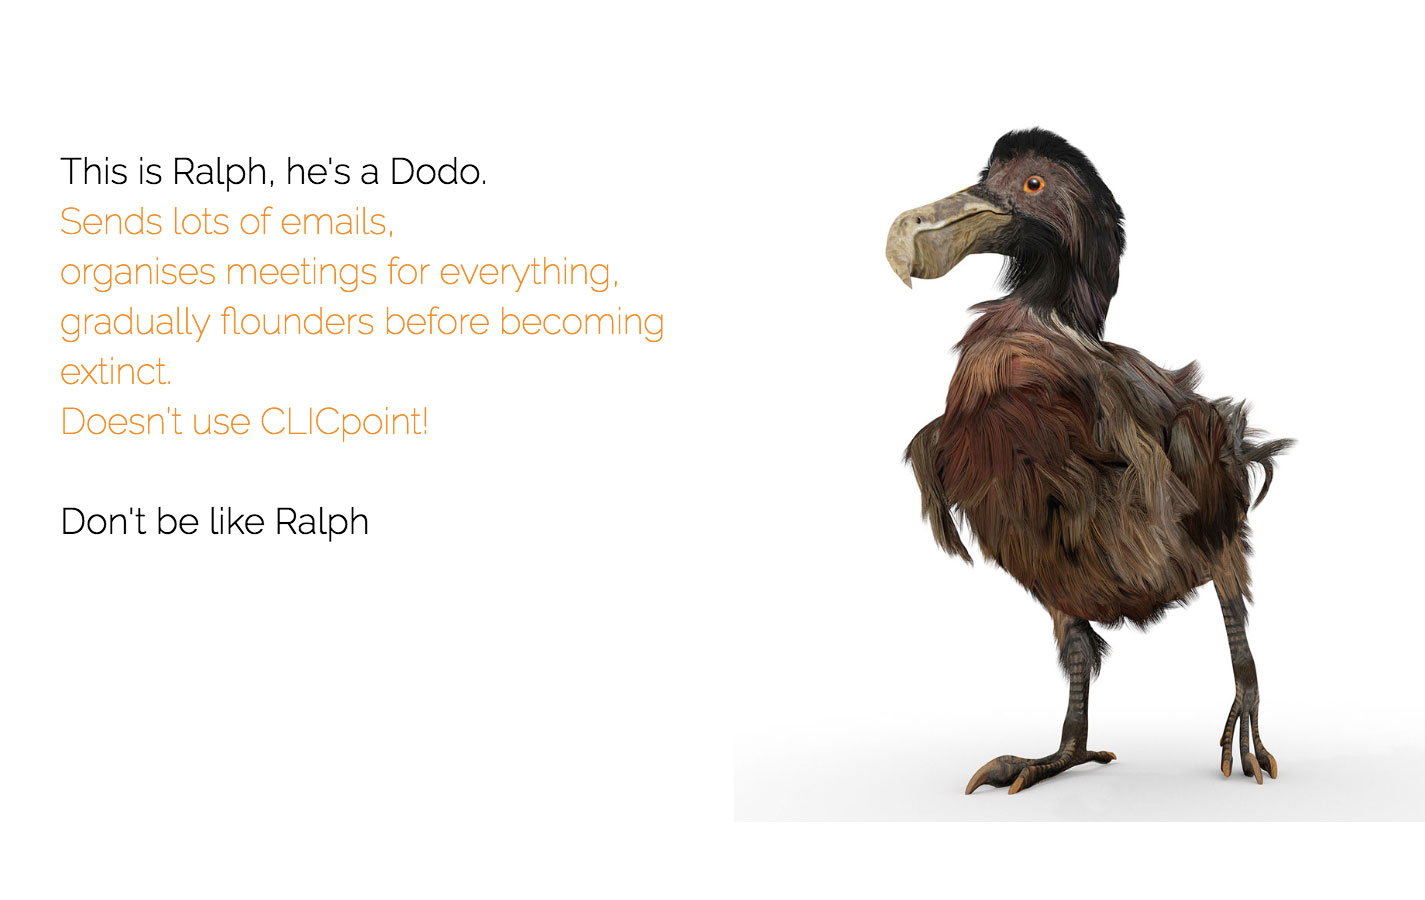 This is Ralph, he's a Dodo.
Sends lots of emails,
organises meetings for everything,
gradually flounders before becoming
extinct.
Doesn't use CLICpoint!
Don't be like Ralph